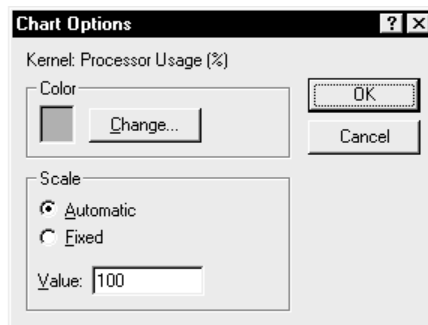 Chart Options
Kernel: Processor Usage (%)
Color
Change...
OK
Cancel
Scale
Automatic
Fixed
Value: 100